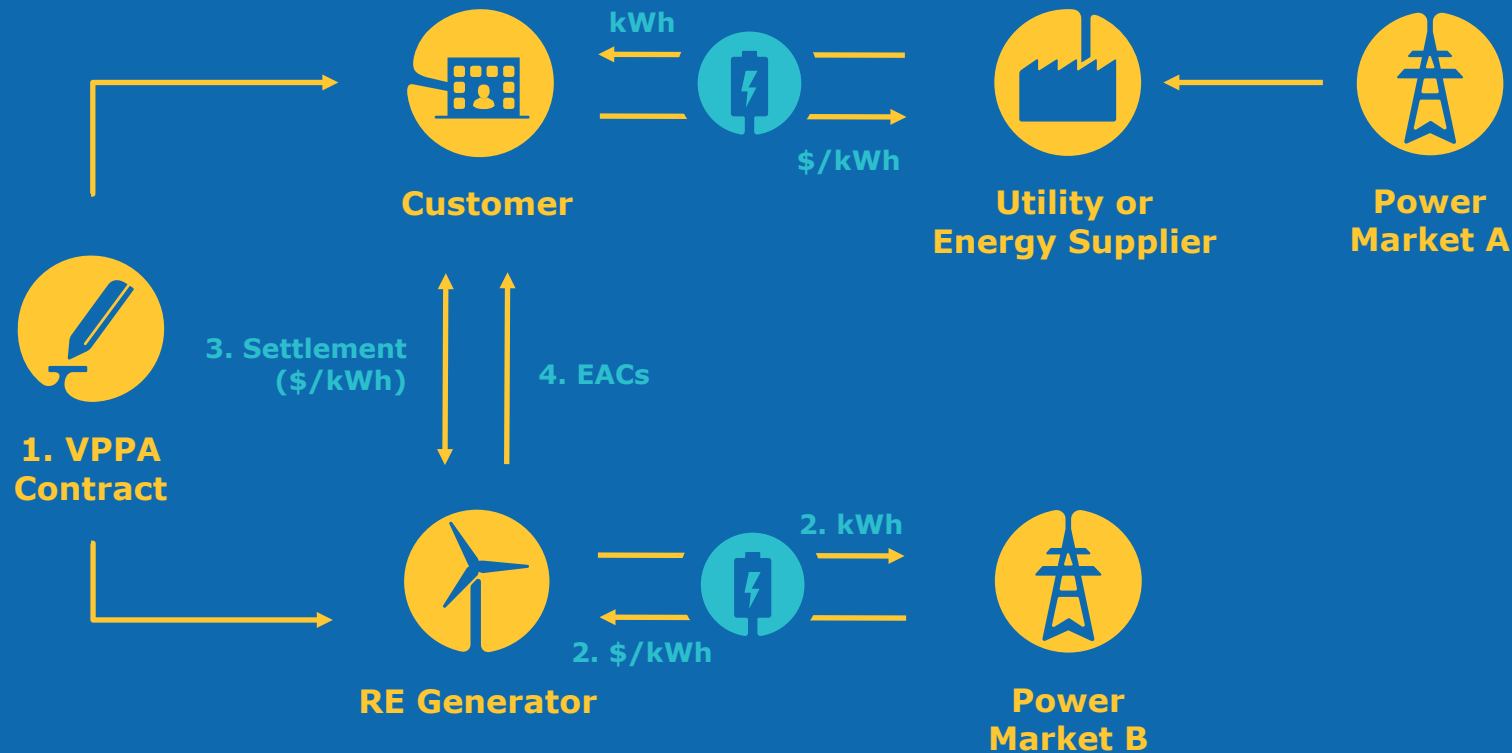 kWh
$/kWh
Customer
Utility or
Energy Supplier
Power
Market A
3. Settlement
($/kWh)
4. EACs
1. VPPA
Contract
2. kWh
2. $/kWh
RE Generator
Power
Market B